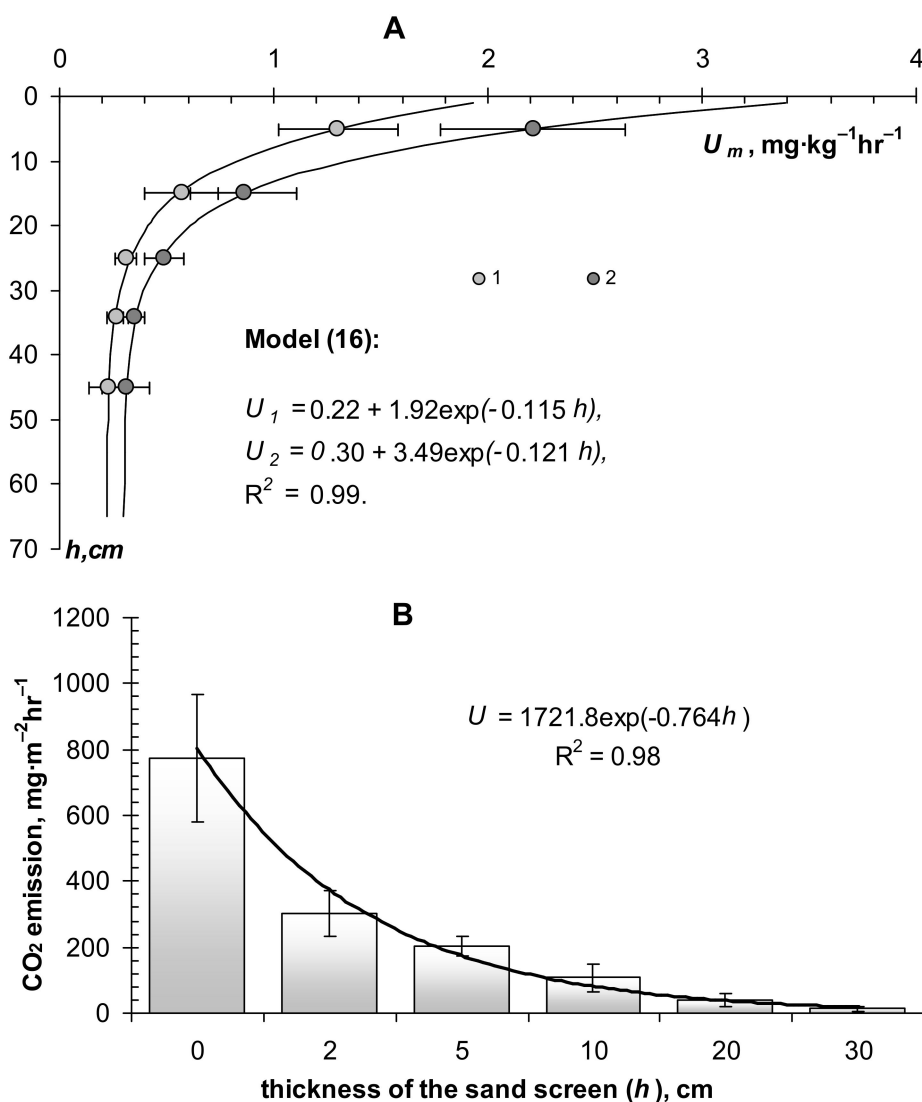 A
0 1 2 3 4
0
U m , mg·kg⁻¹hr⁻¹
10
20
1 2
30
Model (16):
40
U 1 = 0.22 + 1.92exp(-0.115 h),
50
U 2 = 0.30 + 3.49exp(-0.121 h),
60
R² = 0.99.
70
h,cm
B
1200
1000
U = 1721.8exp(-0.764h)
R² = 0.98
800
600
400
200
0
CO₂ emission, mg·m⁻²hr⁻¹
0 2 5 10 20 30
thickness of the sand screen (h), cm